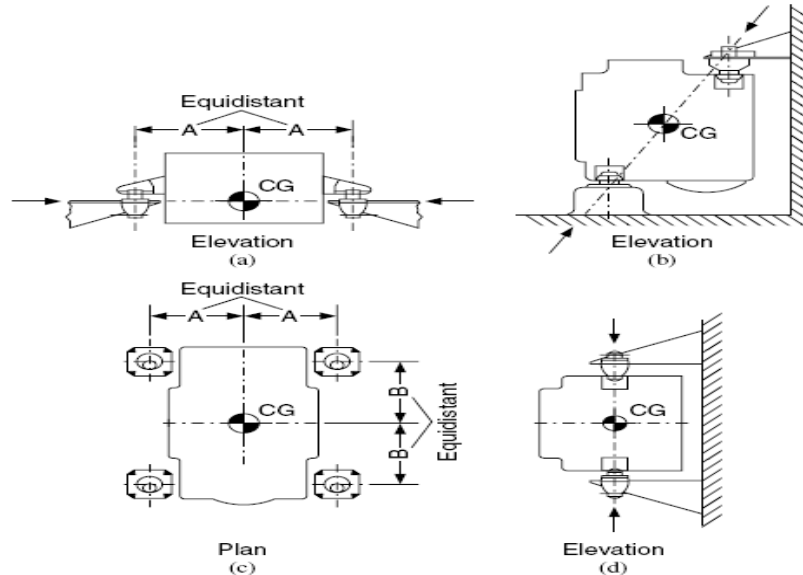 Equidistant
A A
CG
Elevation
(a)
CG
Elevation
(b)
Equidistant
A A
CG
B
B
Equidistant
Plan
(c)
CG
Elevation
(d)